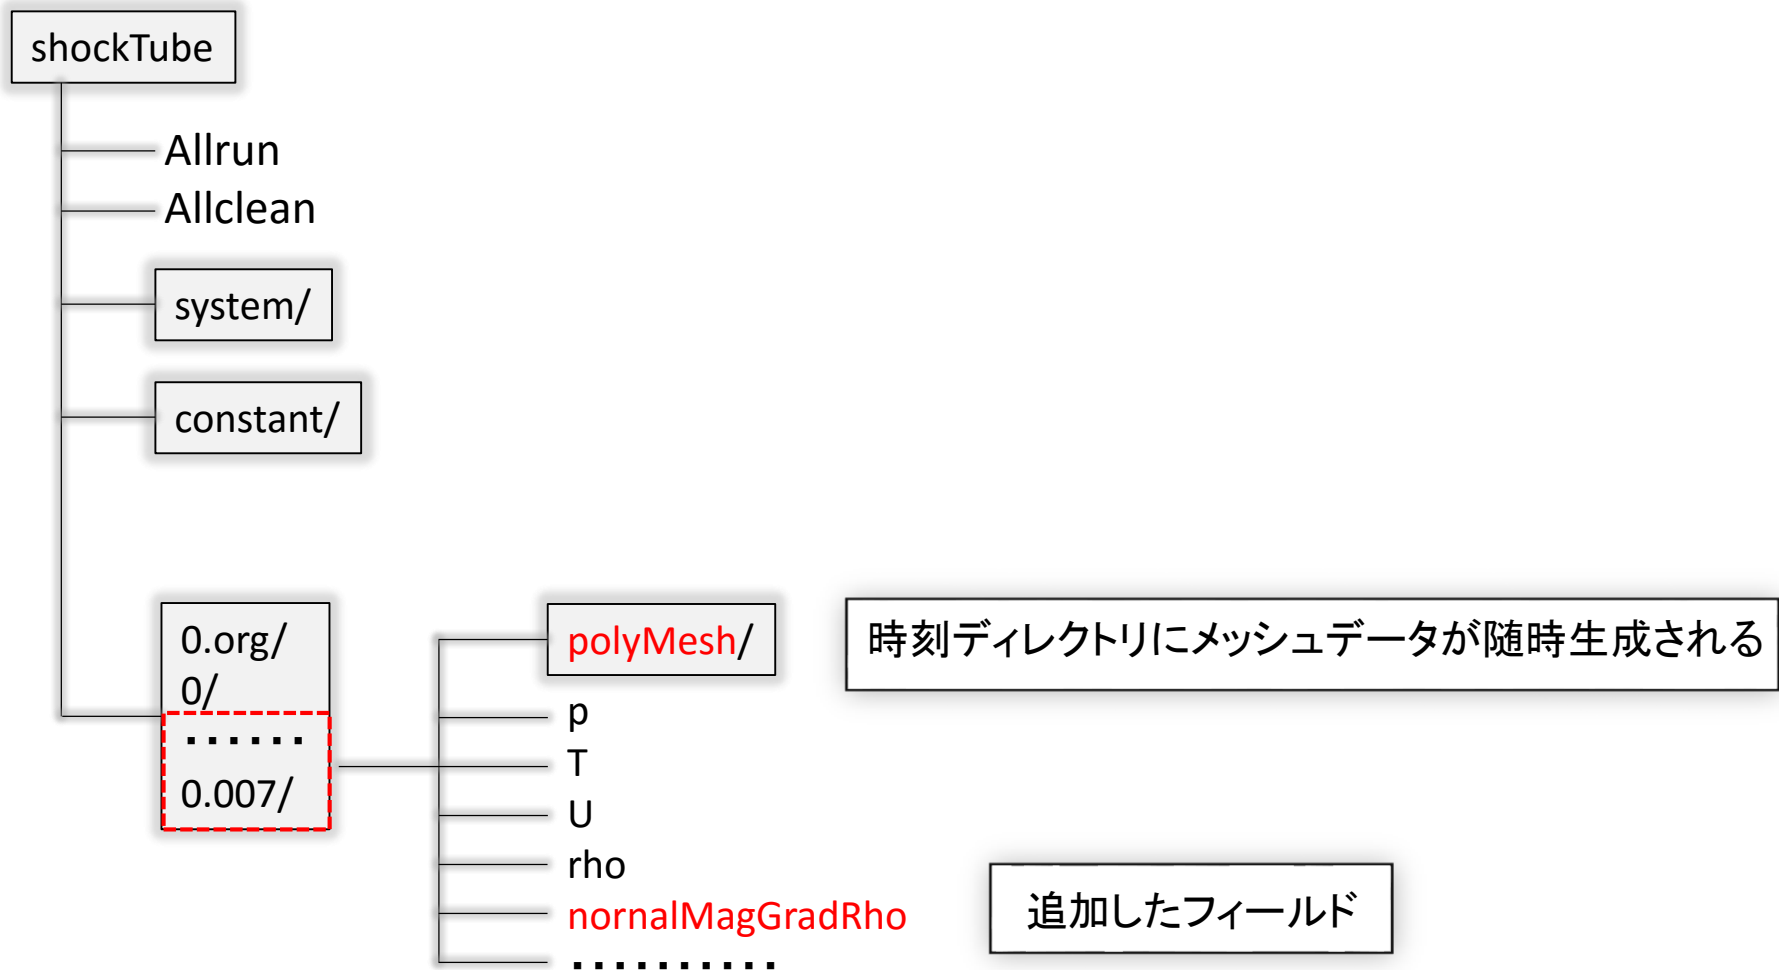 shockTube
Allrun
Allclean
system/
constant/
0.org/
0/
・・・・・・
0.007/
polyMesh/
時刻ディレクトリにメッシュデータが随時生成される
p
T
U
rho
nornalMagGradRho
追加したフィールド
・・・・・・・・・・